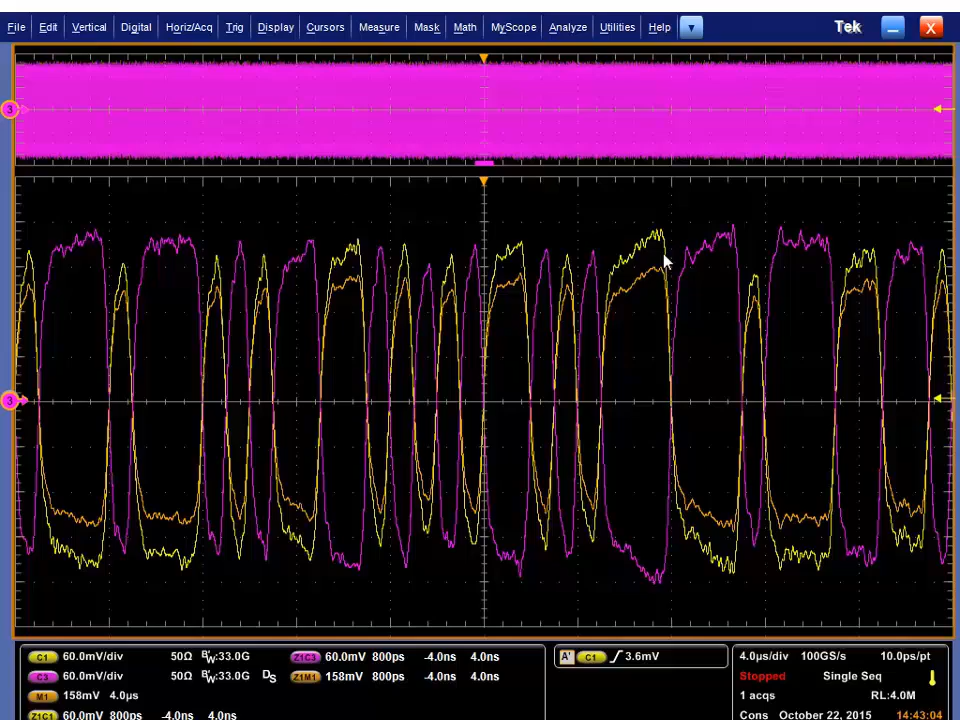 File Edit Vertical Digital Horiz/Acq Trig Display Cursors Measure Mask Math MyScope Analyze Utilities Help Tek X
3
3
C1 60.0mV/div 50Ω BW:33.0G Z1C3 60.0mV 800ps -4.0ns 4.0ns
C3 60.0mV/div 50Ω BW:33.0G DS Z1M1 158mV 800ps -4.0ns 4.0ns
M1 158mV 4.0µs
Z1C1 60.0mV 800ps -4.0ns 4.0ns
A' C1 3.6mV
4.0µs/div 100GS/s 10.0ps/pt
Stopped Single Seq
1 acqs RL:4.0M
Cons October 22, 2015 14:43:04